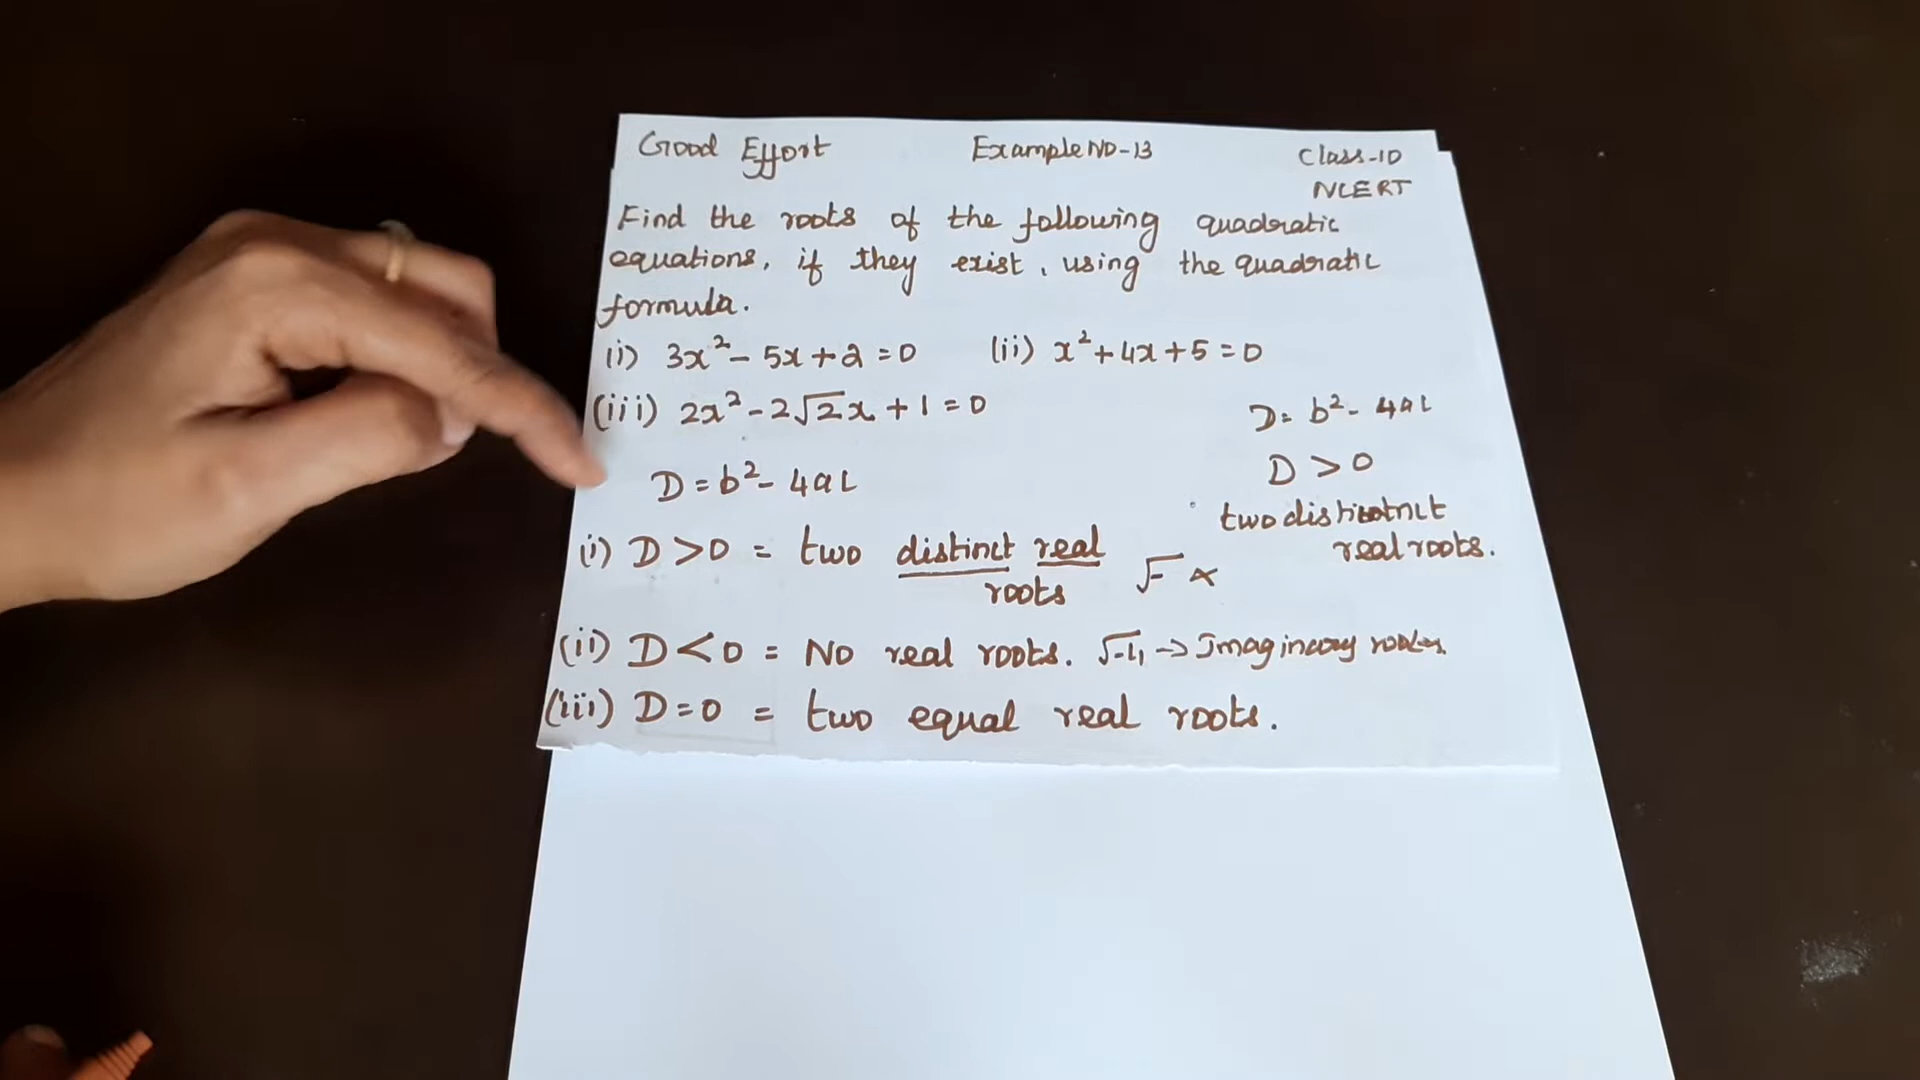 Good Effort Example NO-13 Class-10
NCERT
Find the roots of the following quadratic
equations, if they exist, using the quadratic
formula.
(i) 3x²- 5x+2=0 (ii) x²+4x+5=0
(iii) 2x²-2√2x+1=0
D= b²- 4ac
D > 0
two distinct
real roots.
D=b²- 4ac
(i) D>0 = two distinct real
roots √- ×
(ii) D<0 = No real roots. √-4 → Imaginary roots.
(iii) D=0 = two equal real roots.